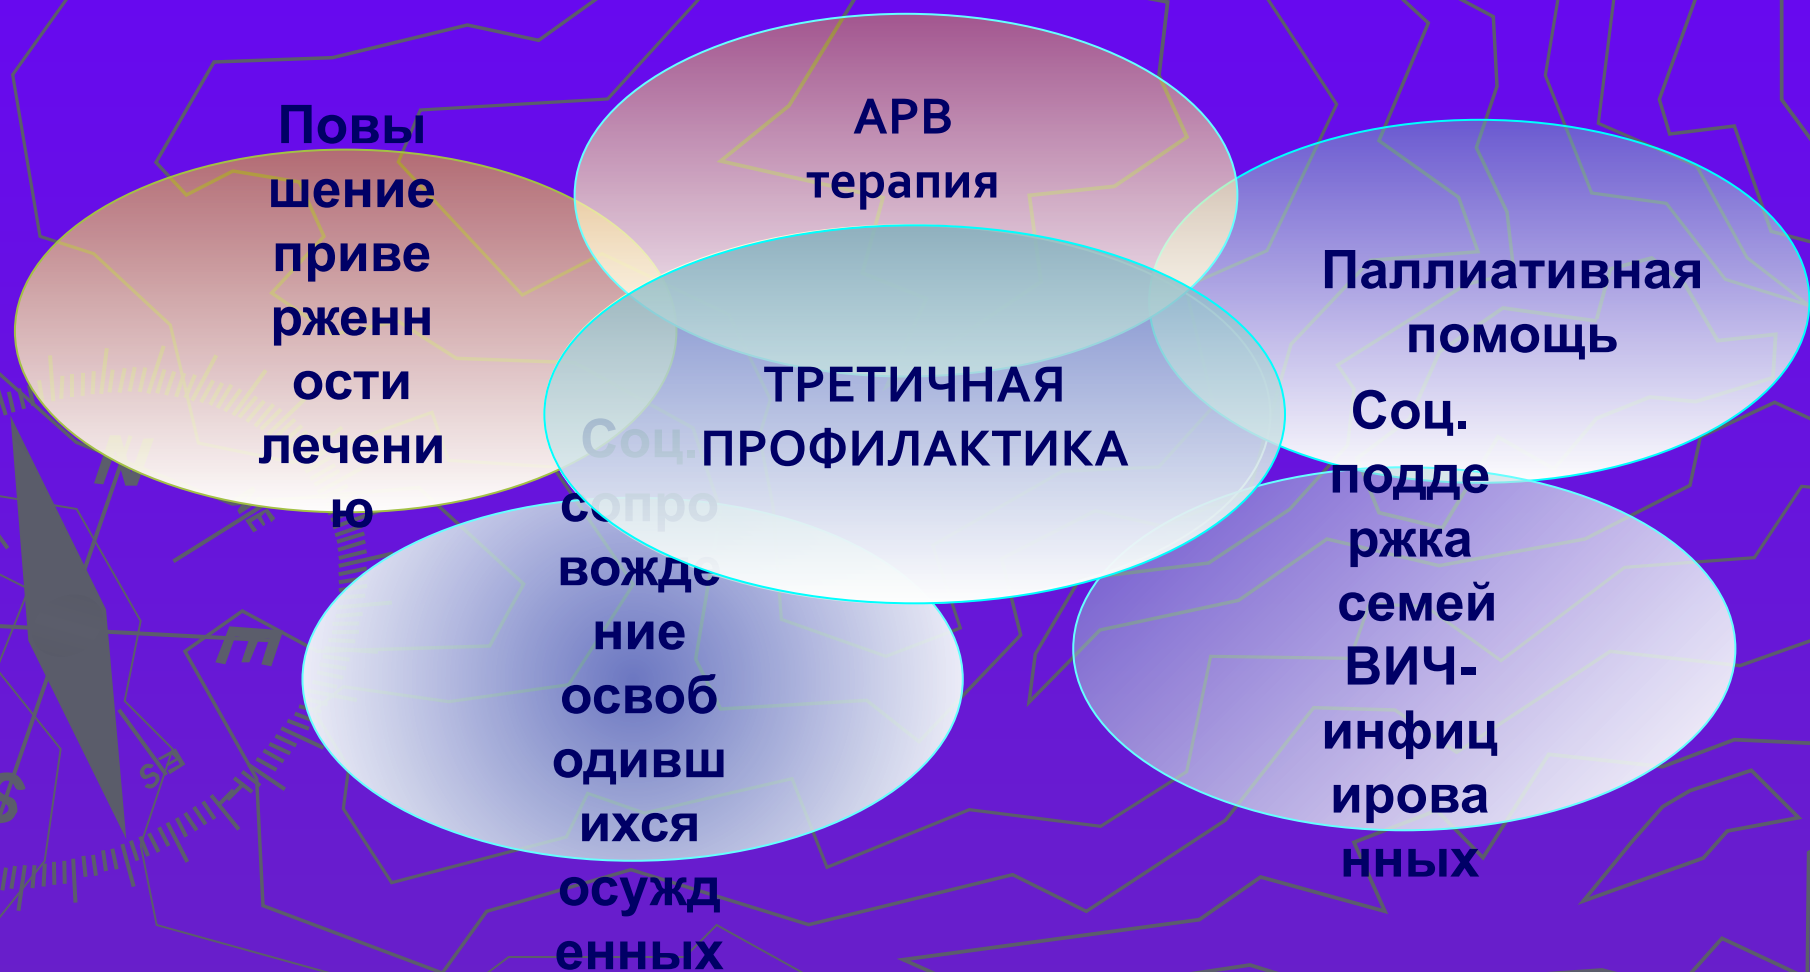 Повы
шение
приве
рженн
ости
лечени
ю
АРВ
терапия
Паллиативная
помощь
ТРЕТИЧНАЯ
ПРОФИЛАКТИКА
Соц.
сопро
вожде
ние
освоб
одивш
ихся
осужд
енных
Соц.
подде
ржка
семей
ВИЧ-
инфиц
ирова
нных
N
E
E
SE
S